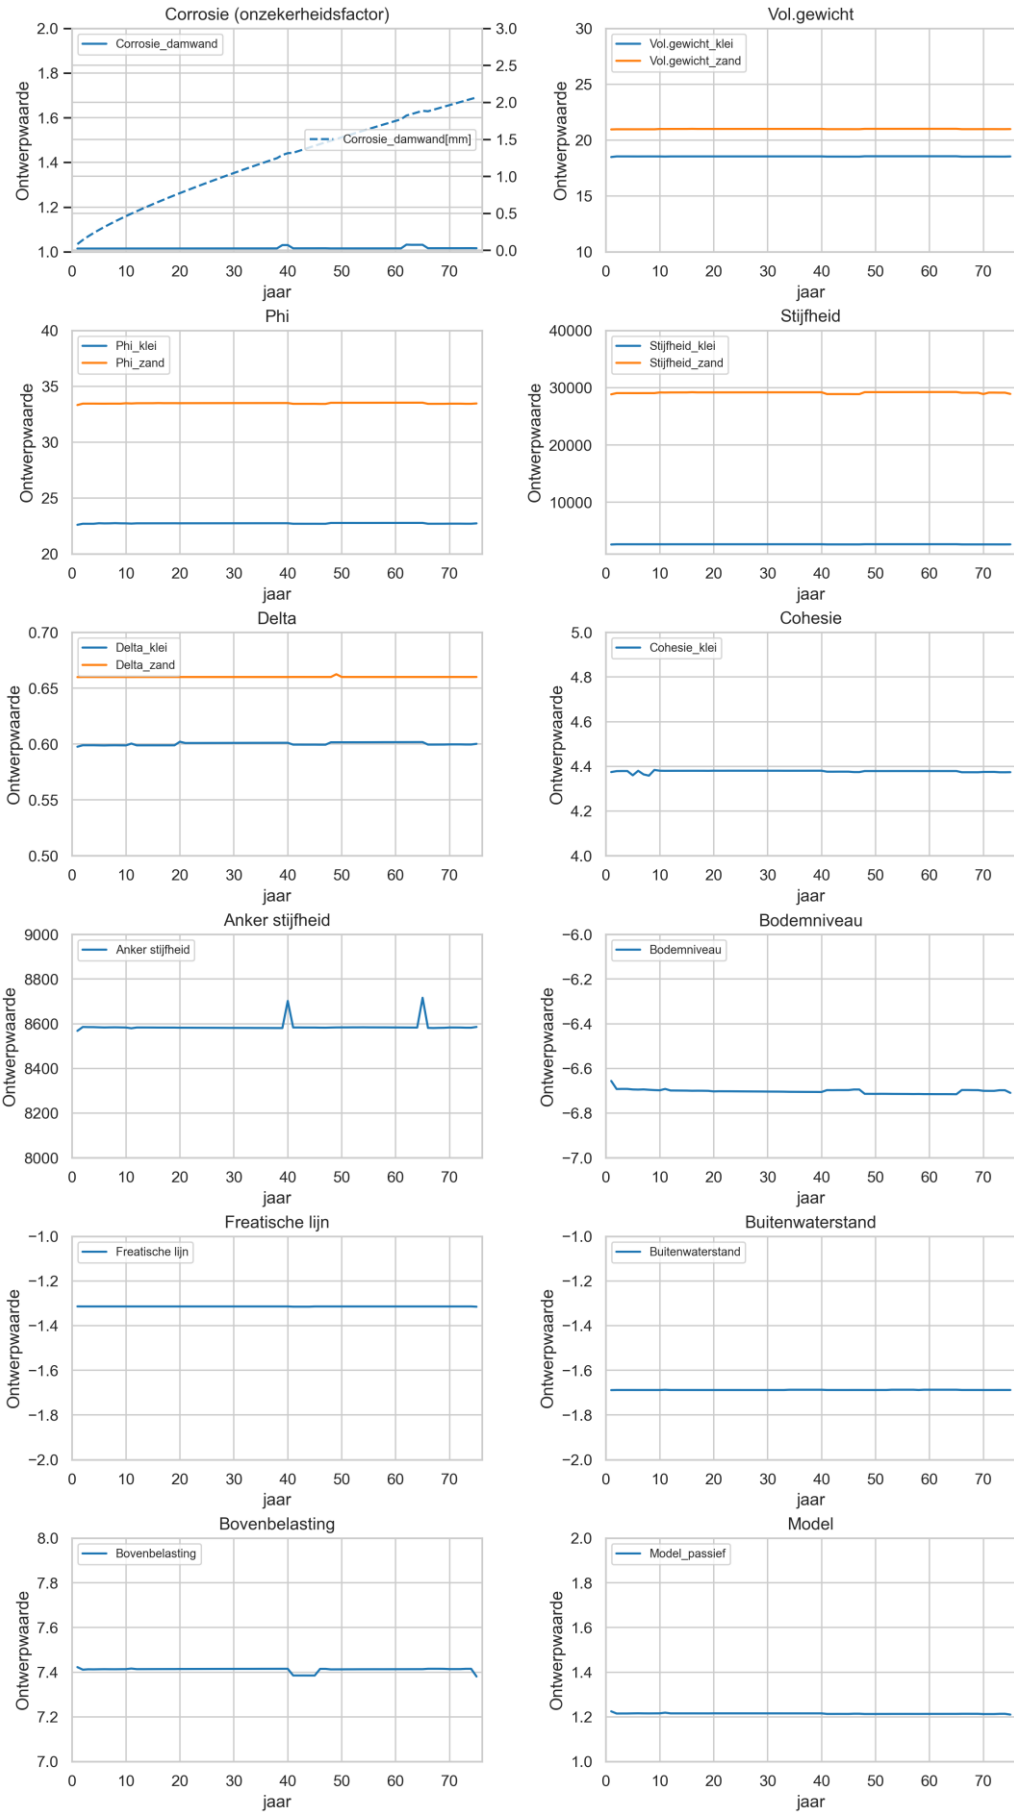 Corrosie (onzekerheidsfactor)
Ontwerpwaarde
2.0
1.8
1.6
1.4
1.2
1.0
3.0
2.5
2.0
1.5
1.0
0.5
0.0
Corrosie_damwand
Corrosie_damwand[mm]
0 10 20 30 40 50 60 70
jaar
Vol.gewicht
Ontwerpwaarde
30
25
20
15
10
Vol.gewicht_klei
Vol.gewicht_zand
0 10 20 30 40 50 60 70
jaar
Phi
Ontwerpwaarde
40
35
30
25
20
Phi_klei
Phi_zand
0 10 20 30 40 50 60 70
jaar
Stijfheid
Ontwerpwaarde
40000
30000
20000
10000
Stijfheid_klei
Stijfheid_zand
0 10 20 30 40 50 60 70
jaar
Delta
Ontwerpwaarde
0.70
0.65
0.60
0.55
0.50
Delta_klei
Delta_zand
0 10 20 30 40 50 60 70
jaar
Cohesie
Ontwerpwaarde
5.0
4.8
4.6
4.4
4.2
4.0
Cohesie_klei
0 10 20 30 40 50 60 70
jaar
Anker stijfheid
Ontwerpwaarde
9000
8800
8600
8400
8200
8000
Anker stijfheid
0 10 20 30 40 50 60 70
jaar
Bodemniveau
Ontwerpwaarde
−6.0
−6.2
−6.4
−6.6
−6.8
−7.0
Bodemniveau
0 10 20 30 40 50 60 70
jaar
Freatische lijn
Ontwerpwaarde
−1.0
−1.2
−1.4
−1.6
−1.8
−2.0
Freatische lijn
0 10 20 30 40 50 60 70
jaar
Buitenwaterstand
Ontwerpwaarde
−1.0
−1.2
−1.4
−1.6
−1.8
−2.0
Buitenwaterstand
0 10 20 30 40 50 60 70
jaar
Bovenbelasting
Ontwerpwaarde
8.0
7.8
7.6
7.4
7.2
7.0
Bovenbelasting
0 10 20 30 40 50 60 70
jaar
Model
Ontwerpwaarde
2.0
1.8
1.6
1.4
1.2
1.0
Model_passief
0 10 20 30 40 50 60 70
jaar